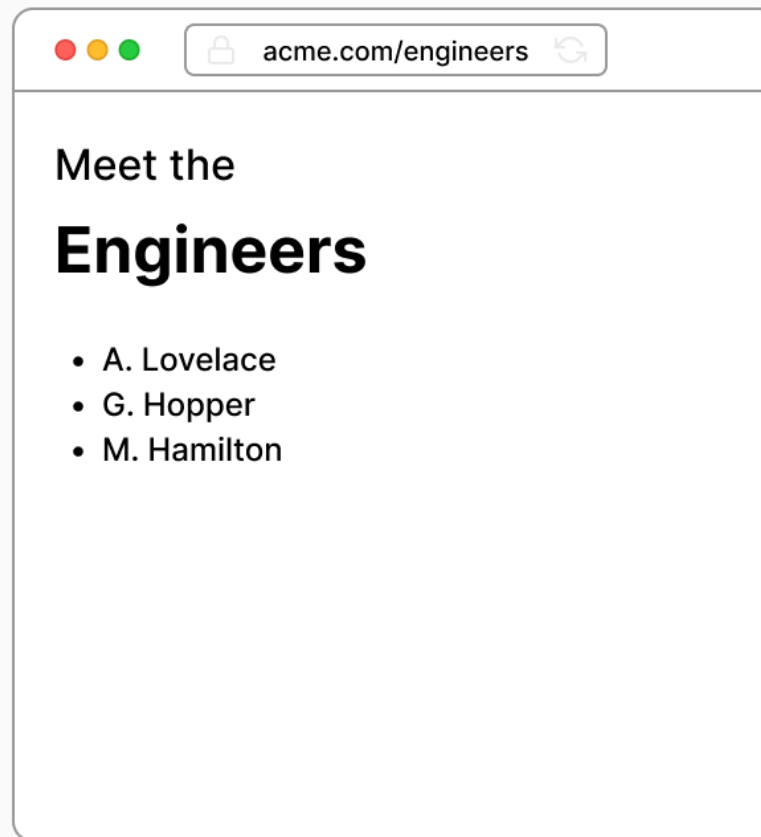 acme.com/engineers
Meet the
Engineers
• A. Lovelace
• G. Hopper
• M. Hamilton